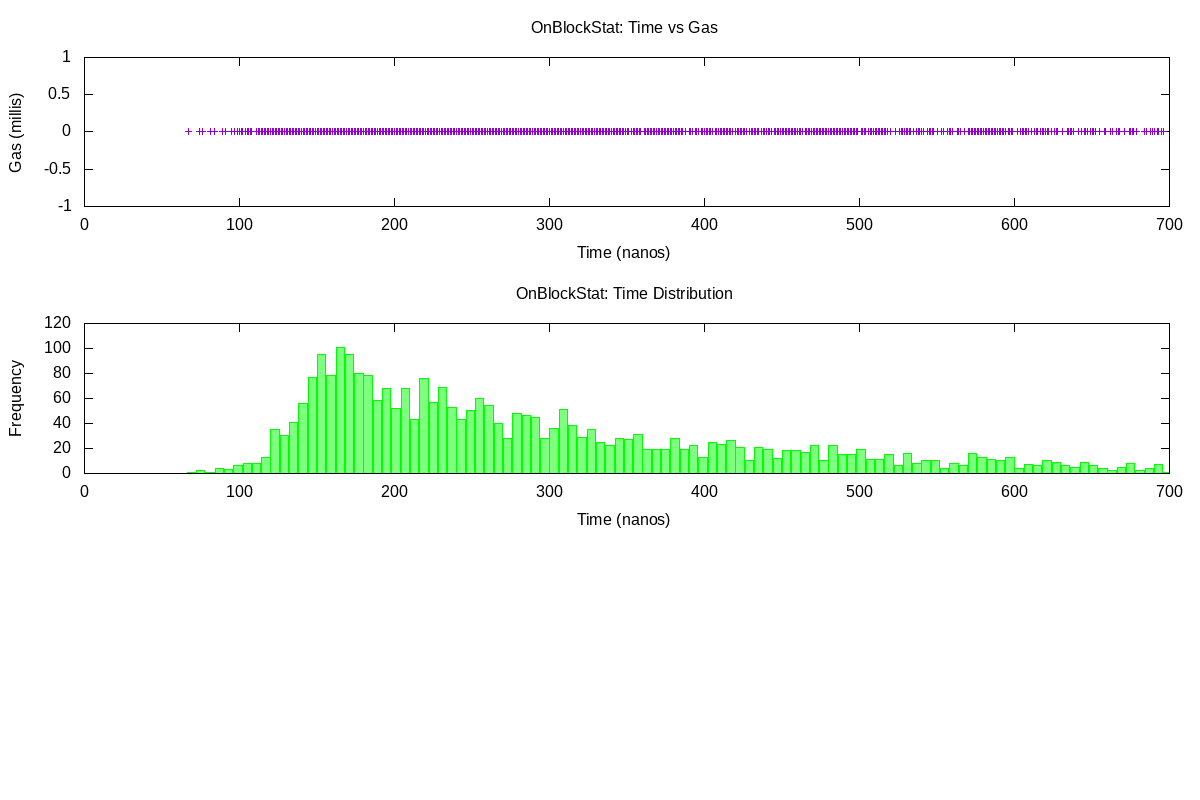 OnBlockStat: Time vs Gas
1
0.5
0
-0.5
-1
Gas (millis)
0 100 200 300 400 500 600 700
Time (nanos)
OnBlockStat: Time Distribution
120
100
80
60
40
20
0
Frequency
0 100 200 300 400 500 600 700
Time (nanos)